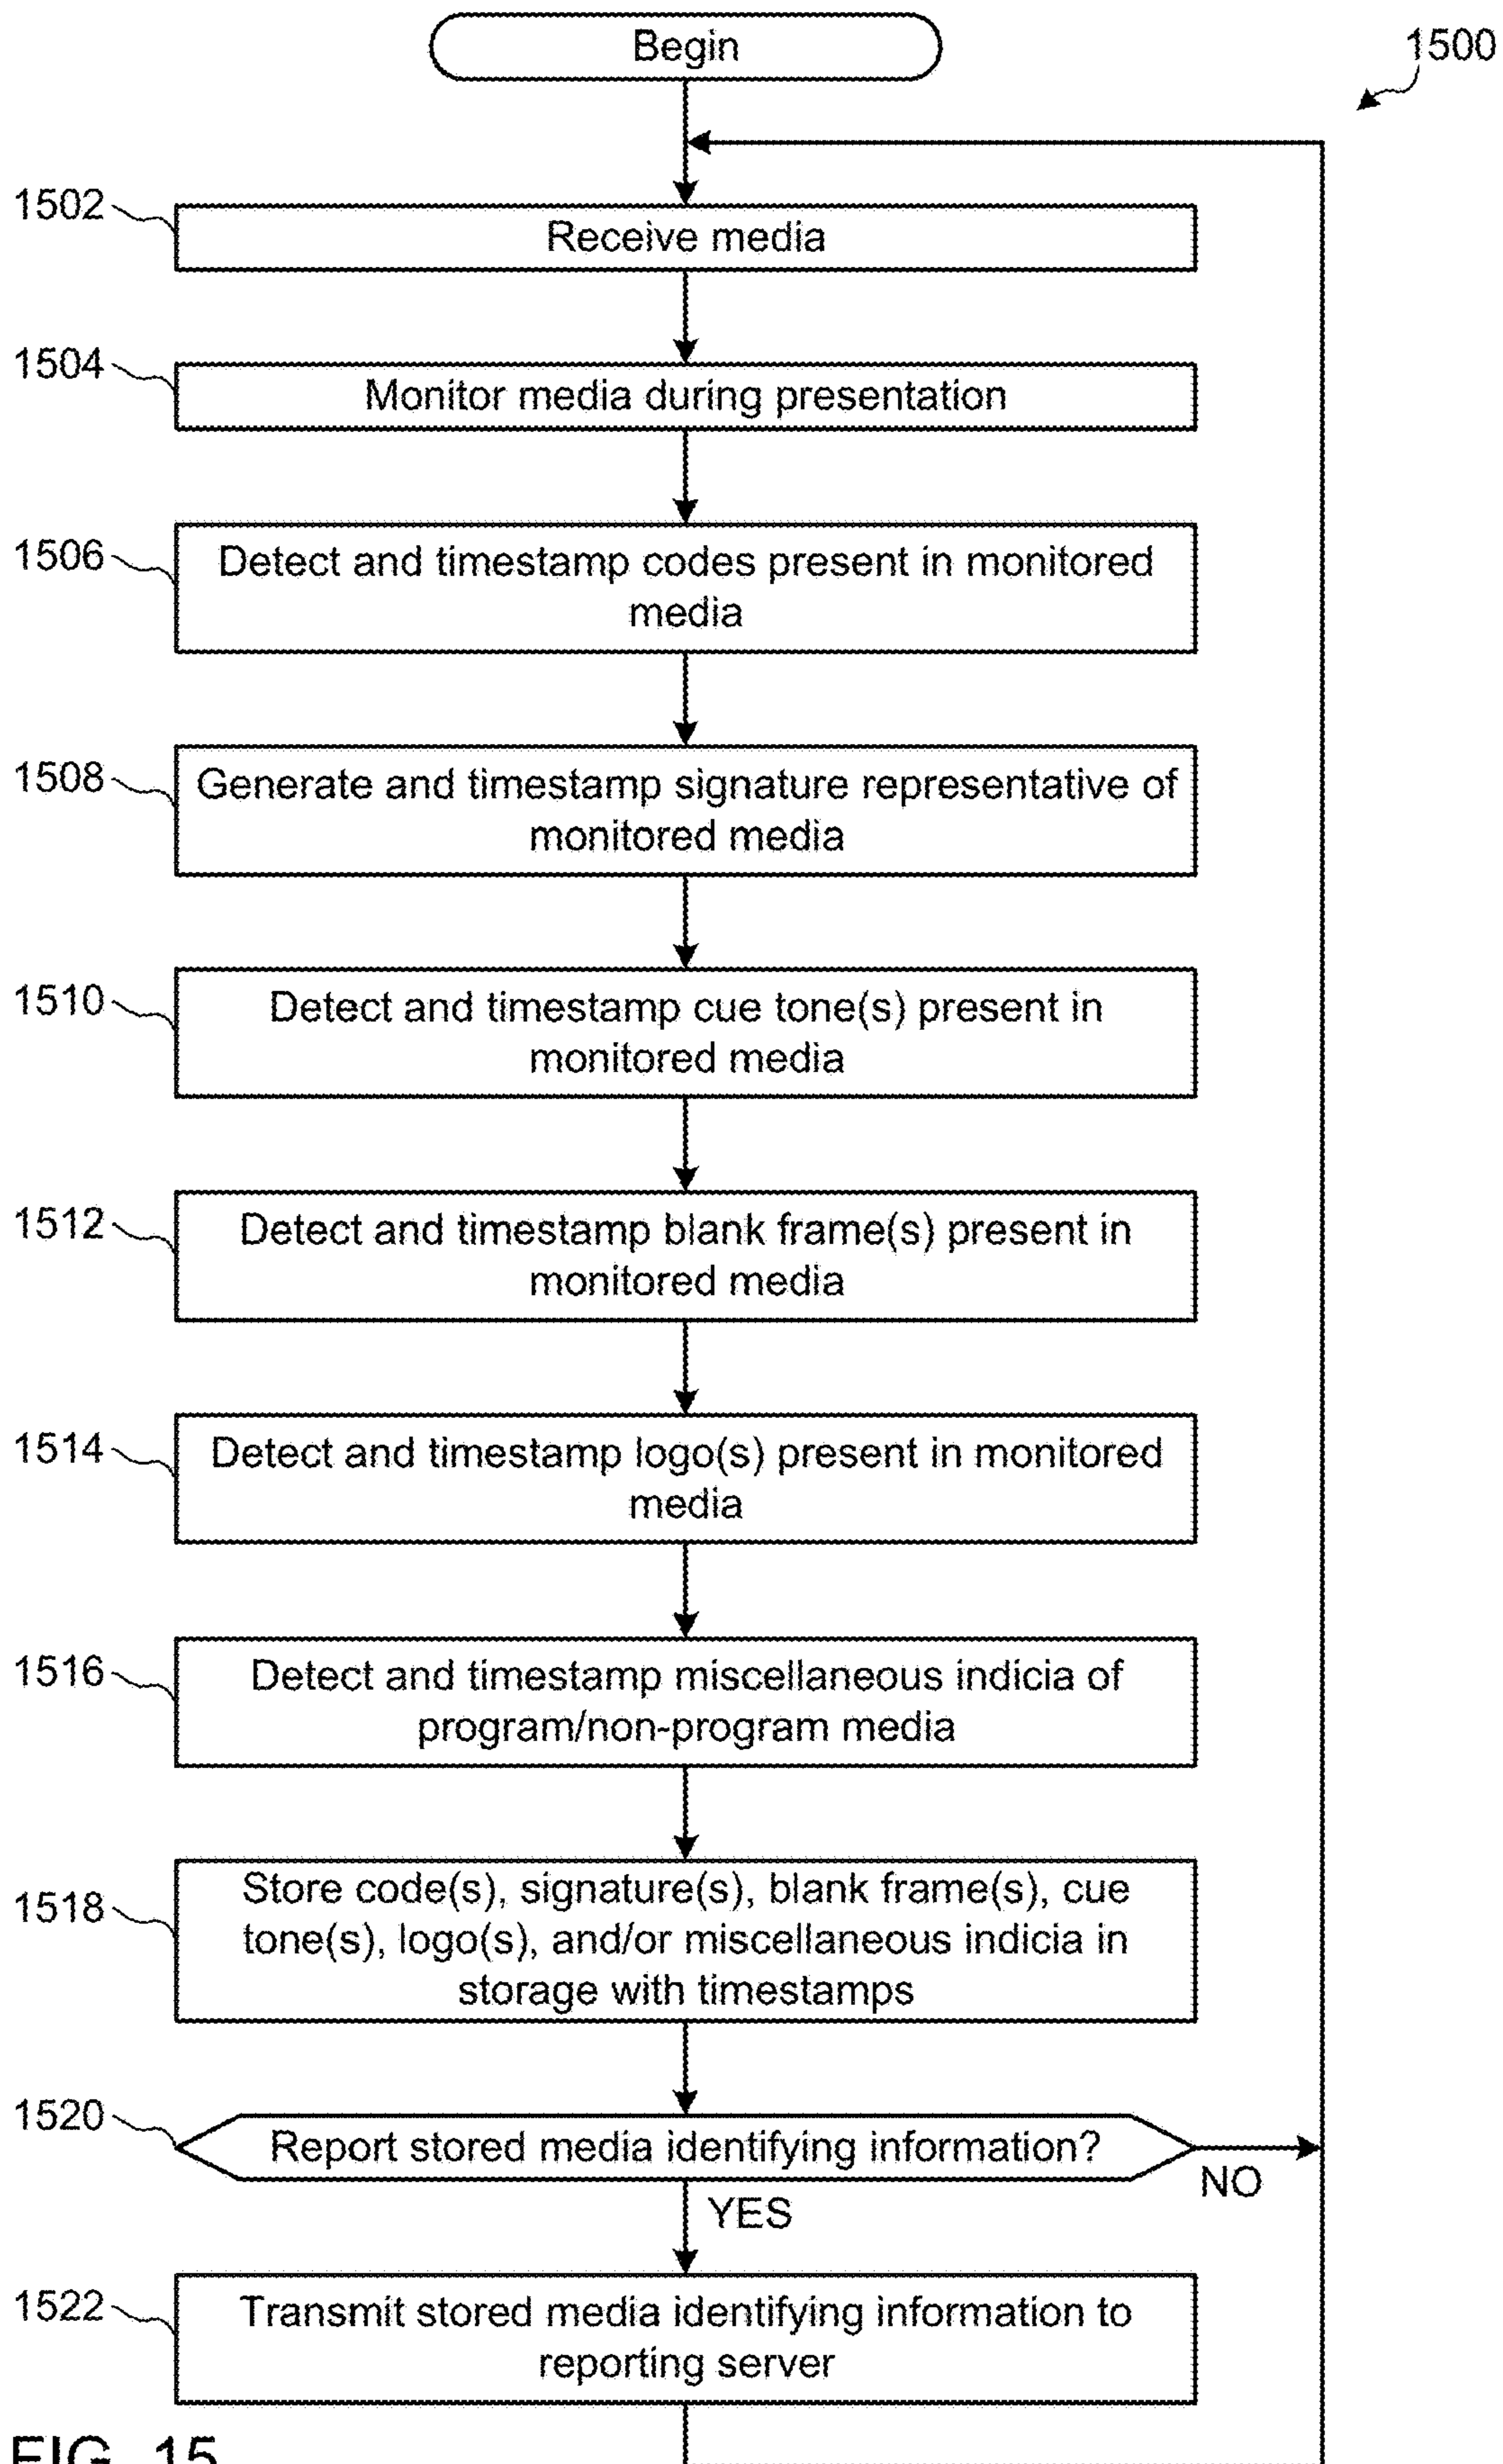 Begin
1500
1502
Receive media
1504
Monitor media during presentation
1506
Detect and timestamp codes present in monitored
media
1508
Generate and timestamp signature representative of
monitored media
1510
Detect and timestamp cue tone(s) present in
monitored media
1512
Detect and timestamp blank frame(s) present in
monitored media
1514
Detect and timestamp logo(s) present in monitored
media
1516
Detect and timestamp miscellaneous indicia of
program/non-program media
1518
Store code(s), signature(s), blank frame(s), cue
tone(s), logo(s), and/or miscellaneous indicia in
storage with timestamps
1520
Report stored media identifying information?
NO
YES
1522
Transmit stored media identifying information to
reporting server
FIG. 15